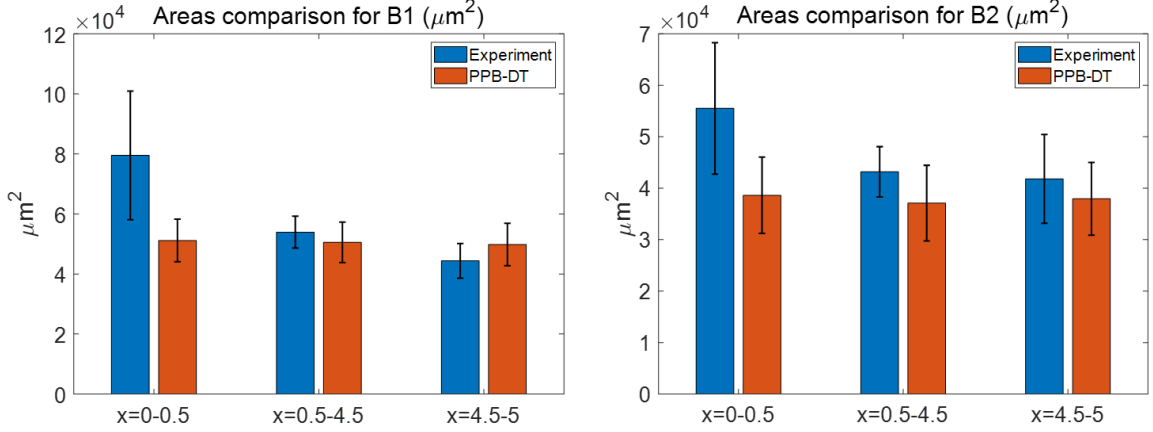 Areas comparison for B1 (μm²)
×10⁴
12
10
8
6
4
2
0
μm²
Experiment
PPB-DT
x=0-0.5
x=0.5-4.5
x=4.5-5
Areas comparison for B2 (μm²)
×10⁴
7
6
5
4
3
2
1
0
μm²
Experiment
PPB-DT
x=0-0.5
x=0.5-4.5
x=4.5-5